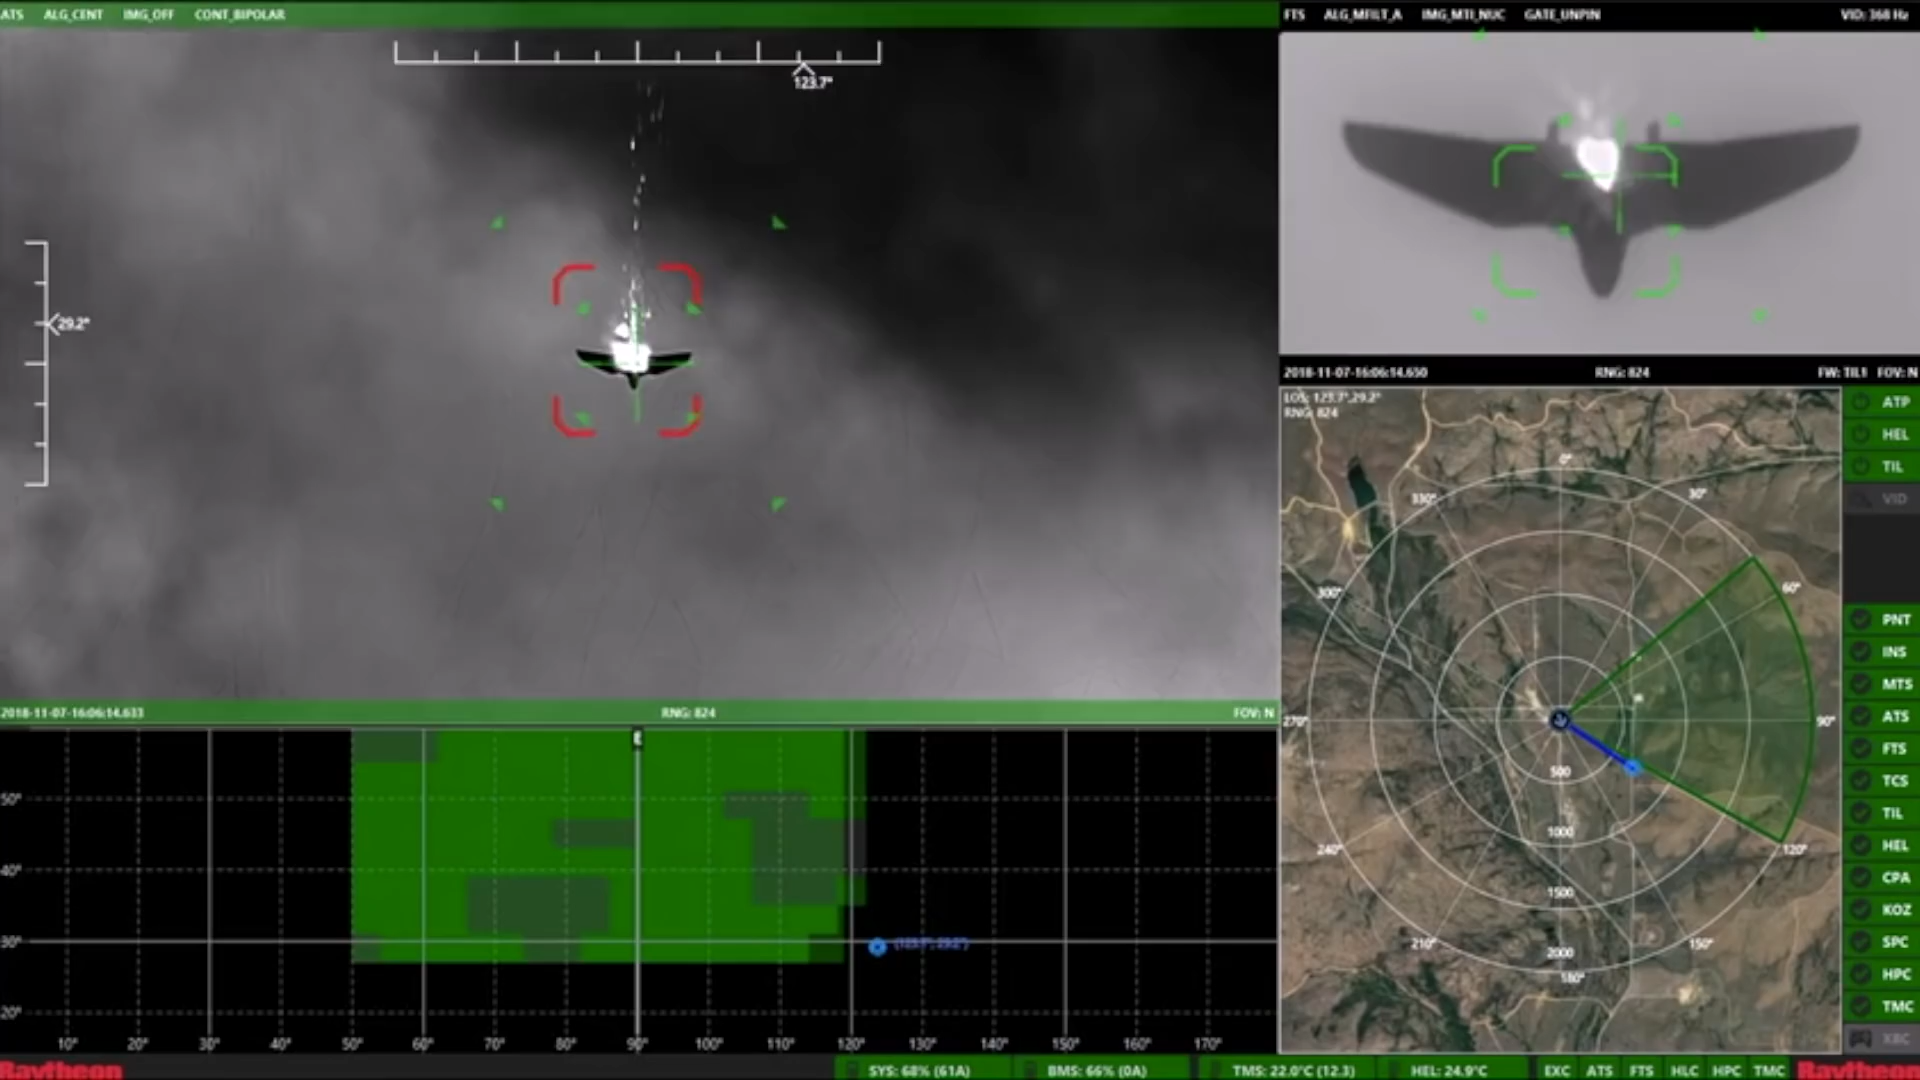 ATS ALG_CENT IMG_OFF CONT_BIPOLAR
123.7°
29.2°
2018-11-07-16:06:14.633 RNG: 824 FOV: N
FTS ALG_MFILT_A IMG_MTI_NUC GATE_UNPIN VID: 368 Hz
2018-11-07-16:06:14.650 RNG: 824 FW: TIL1 FOV: N
LOS: 123.7°,29.2°
RNG: 824
0°
30°
60°
90°
120°
150°
180°
210°
240°
270°
300°
330°
500
1000
1500
2000
ATP
HEL
TIL
VID
PNT
INS
MTS
ATS
FTS
TCS
TIL
HEL
CPA
KOZ
SPC
HPC
TMC
XBC
50°
40°
30°
20°
(123.7°, 29.2°)
10° 20° 30° 40° 50° 60° 70° 80° 90° 100° 110° 120° 130° 140° 150° 160° 170°
Raytheon SYS: 68% (61A) BMS: 66% (0A) TMS: 22.0°C (12.3) HEL: 24.9°C EXC ATS FTS HLC HPC TMC Raytheon